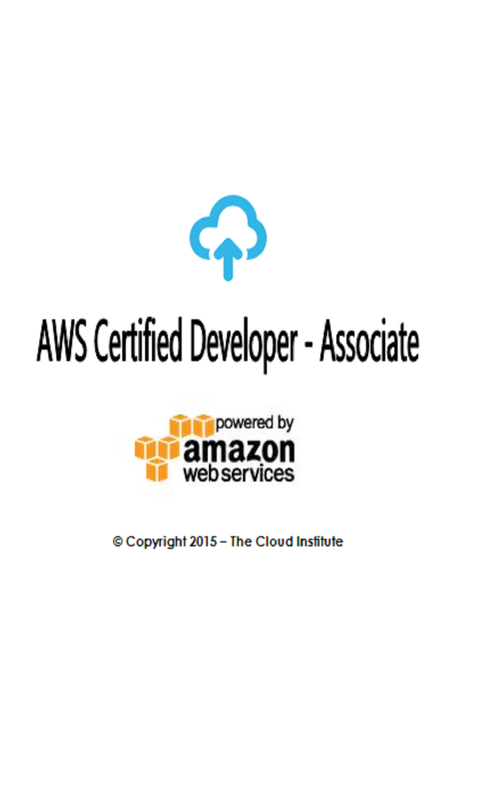 AWS Certified Developer - Associate
powered by
amazon
web services
© Copyright 2015 – The Cloud Institute